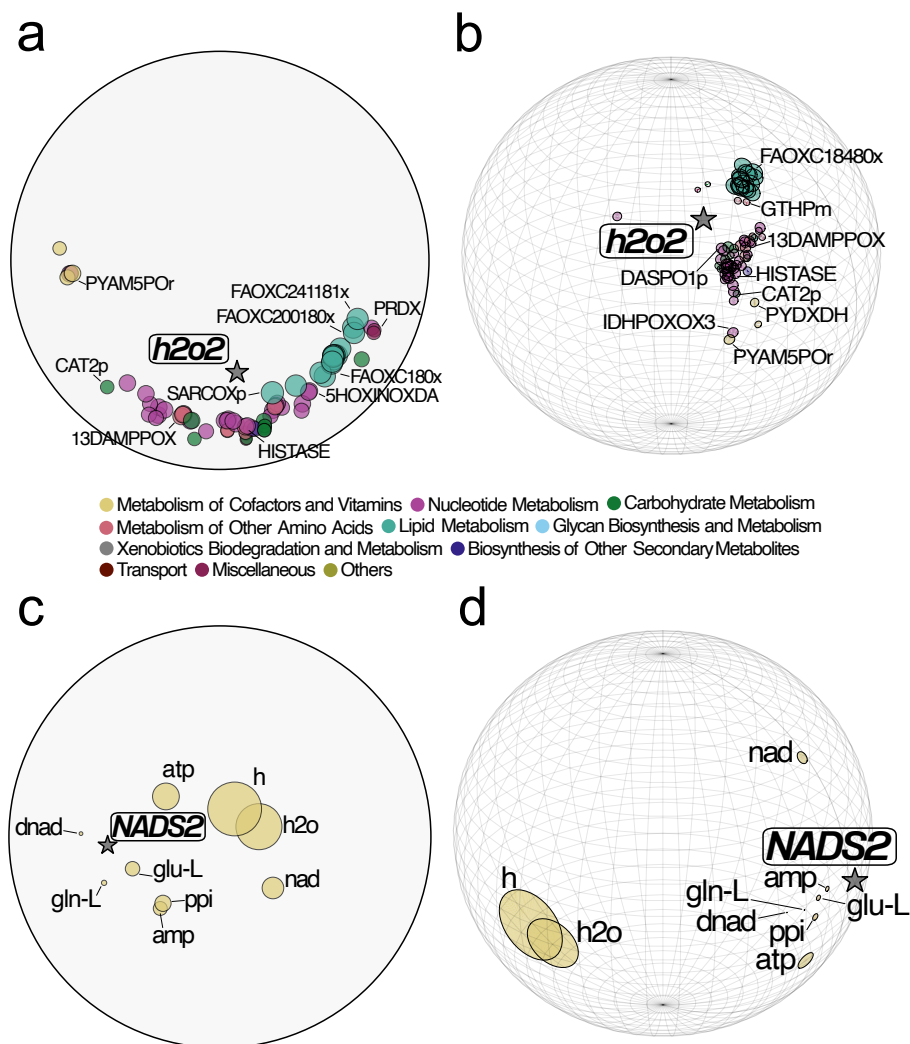 a
b
FAOXC18480x
GTHPm
h2o2
13DAMPPOX
DASPO1p
HISTASE
CAT2p
PYDXDH
IDHPOXOX3
PYAM5POr
PYAM5POr
FAOXC241181x
FAOXC200180x
PRDX
h2o2
CAT2p
FAOXC180x
SARCOXp
5HOXINOXDA
13DAMPPOX
HISTASE
Metabolism of Cofactors and Vitamins Nucleotide Metabolism Carbohydrate Metabolism
Metabolism of Other Amino Acids Lipid Metabolism Glycan Biosynthesis and Metabolism
Xenobiotics Biodegradation and Metabolism Biosynthesis of Other Secondary Metabolites
Transport Miscellaneous Others
c
d
atp
h
dnad
NADS2
h2o
glu-L
gln-L
nad
ppi
amp
nad
NADS2
h
amp
gln-L
glu-L
dnad
h2o
ppi
atp